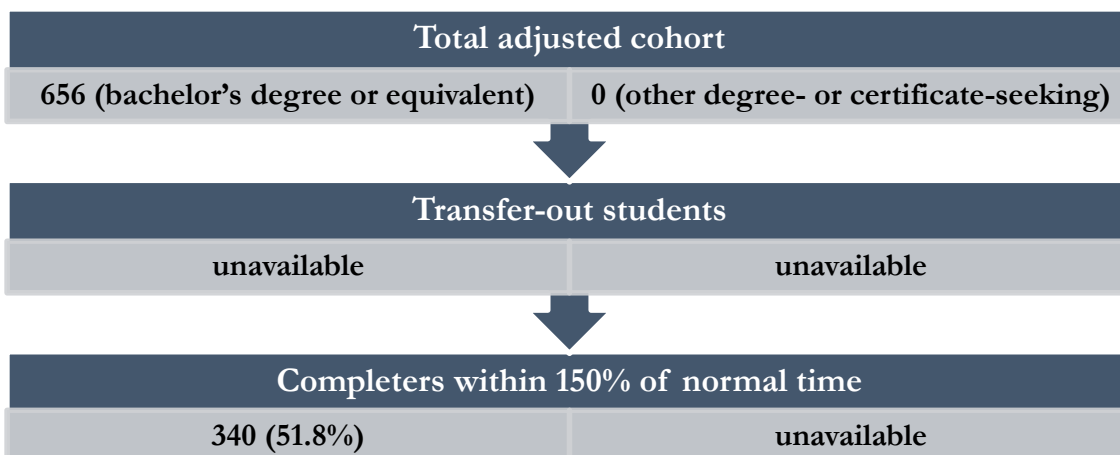 Total adjusted cohort
656 (bachelor's degree or equivalent)
0 (other degree- or certificate-seeking)
Transfer-out students
unavailable
unavailable
Completers within 150% of normal time
340 (51.8%)
unavailable